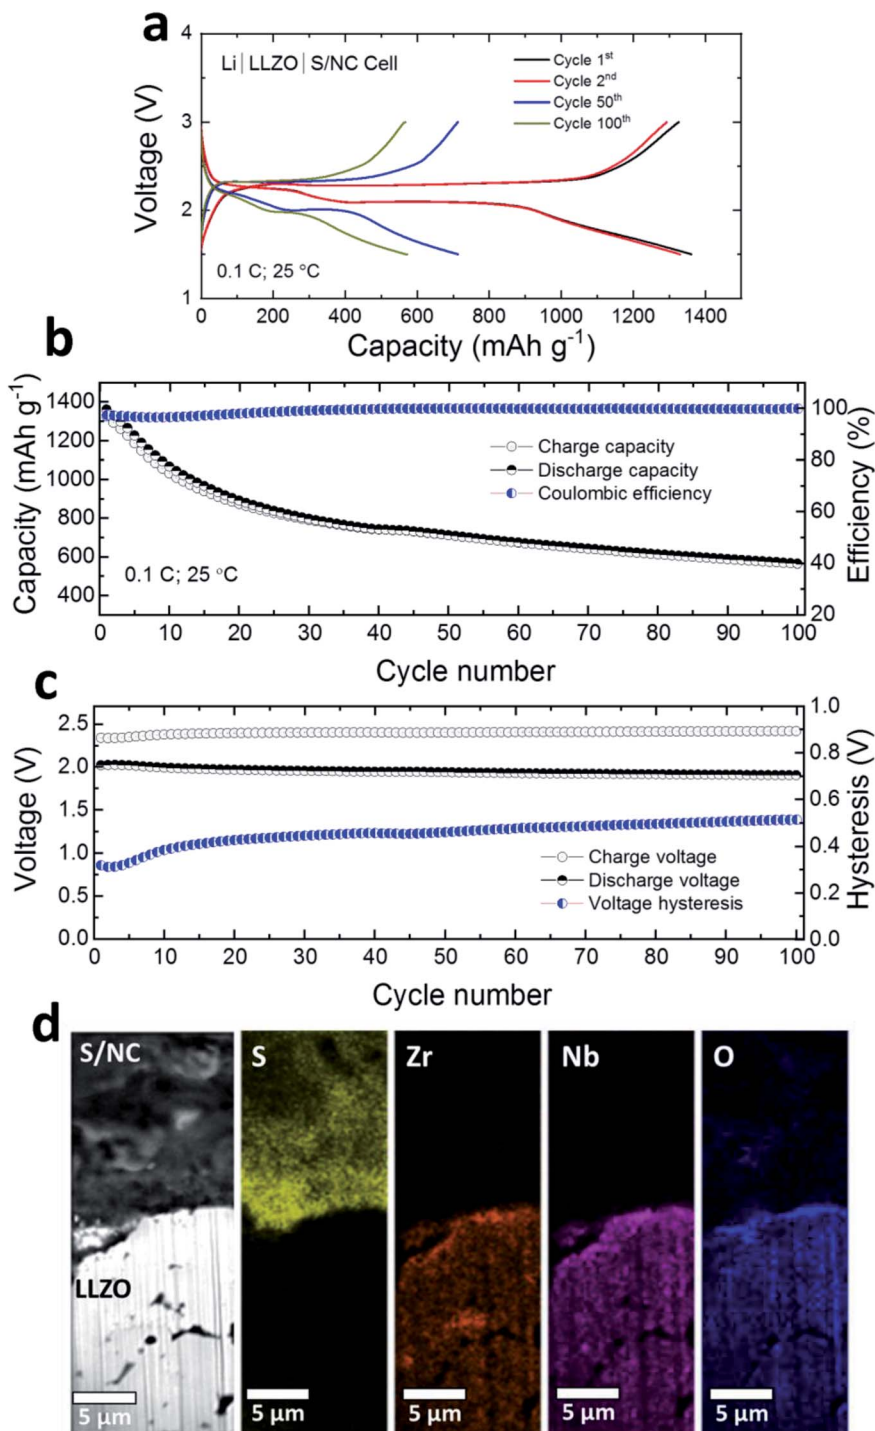 a
Li | LLZO | S/NC Cell
Cycle 1st
Cycle 2nd
Cycle 50th
Cycle 100th
Voltage (V)
4
3
2
1
0.1 C; 25 °C
0 200 400 600 800 1000 1200 1400
Capacity (mAh g-1)
b
Capacity (mAh g-1)
1400
1200
1000
800
600
400
100
80
60
40
20
Efficiency (%)
Charge capacity
Discharge capacity
Coulombic efficiency
0.1 C; 25 °C
0 10 20 30 40 50 60 70 80 90 100
Cycle number
c
Voltage (V)
2.5
2.0
1.5
1.0
0.5
0.0
1.0
0.8
0.6
0.4
0.2
0.0
Hysteresis (V)
Charge voltage
Discharge voltage
Voltage hysteresis
0 10 20 30 40 50 60 70 80 90 100
Cycle number
d
S/NC S Zr Nb O
LLZO
5 µm 5 µm 5 µm 5 µm 5 µm